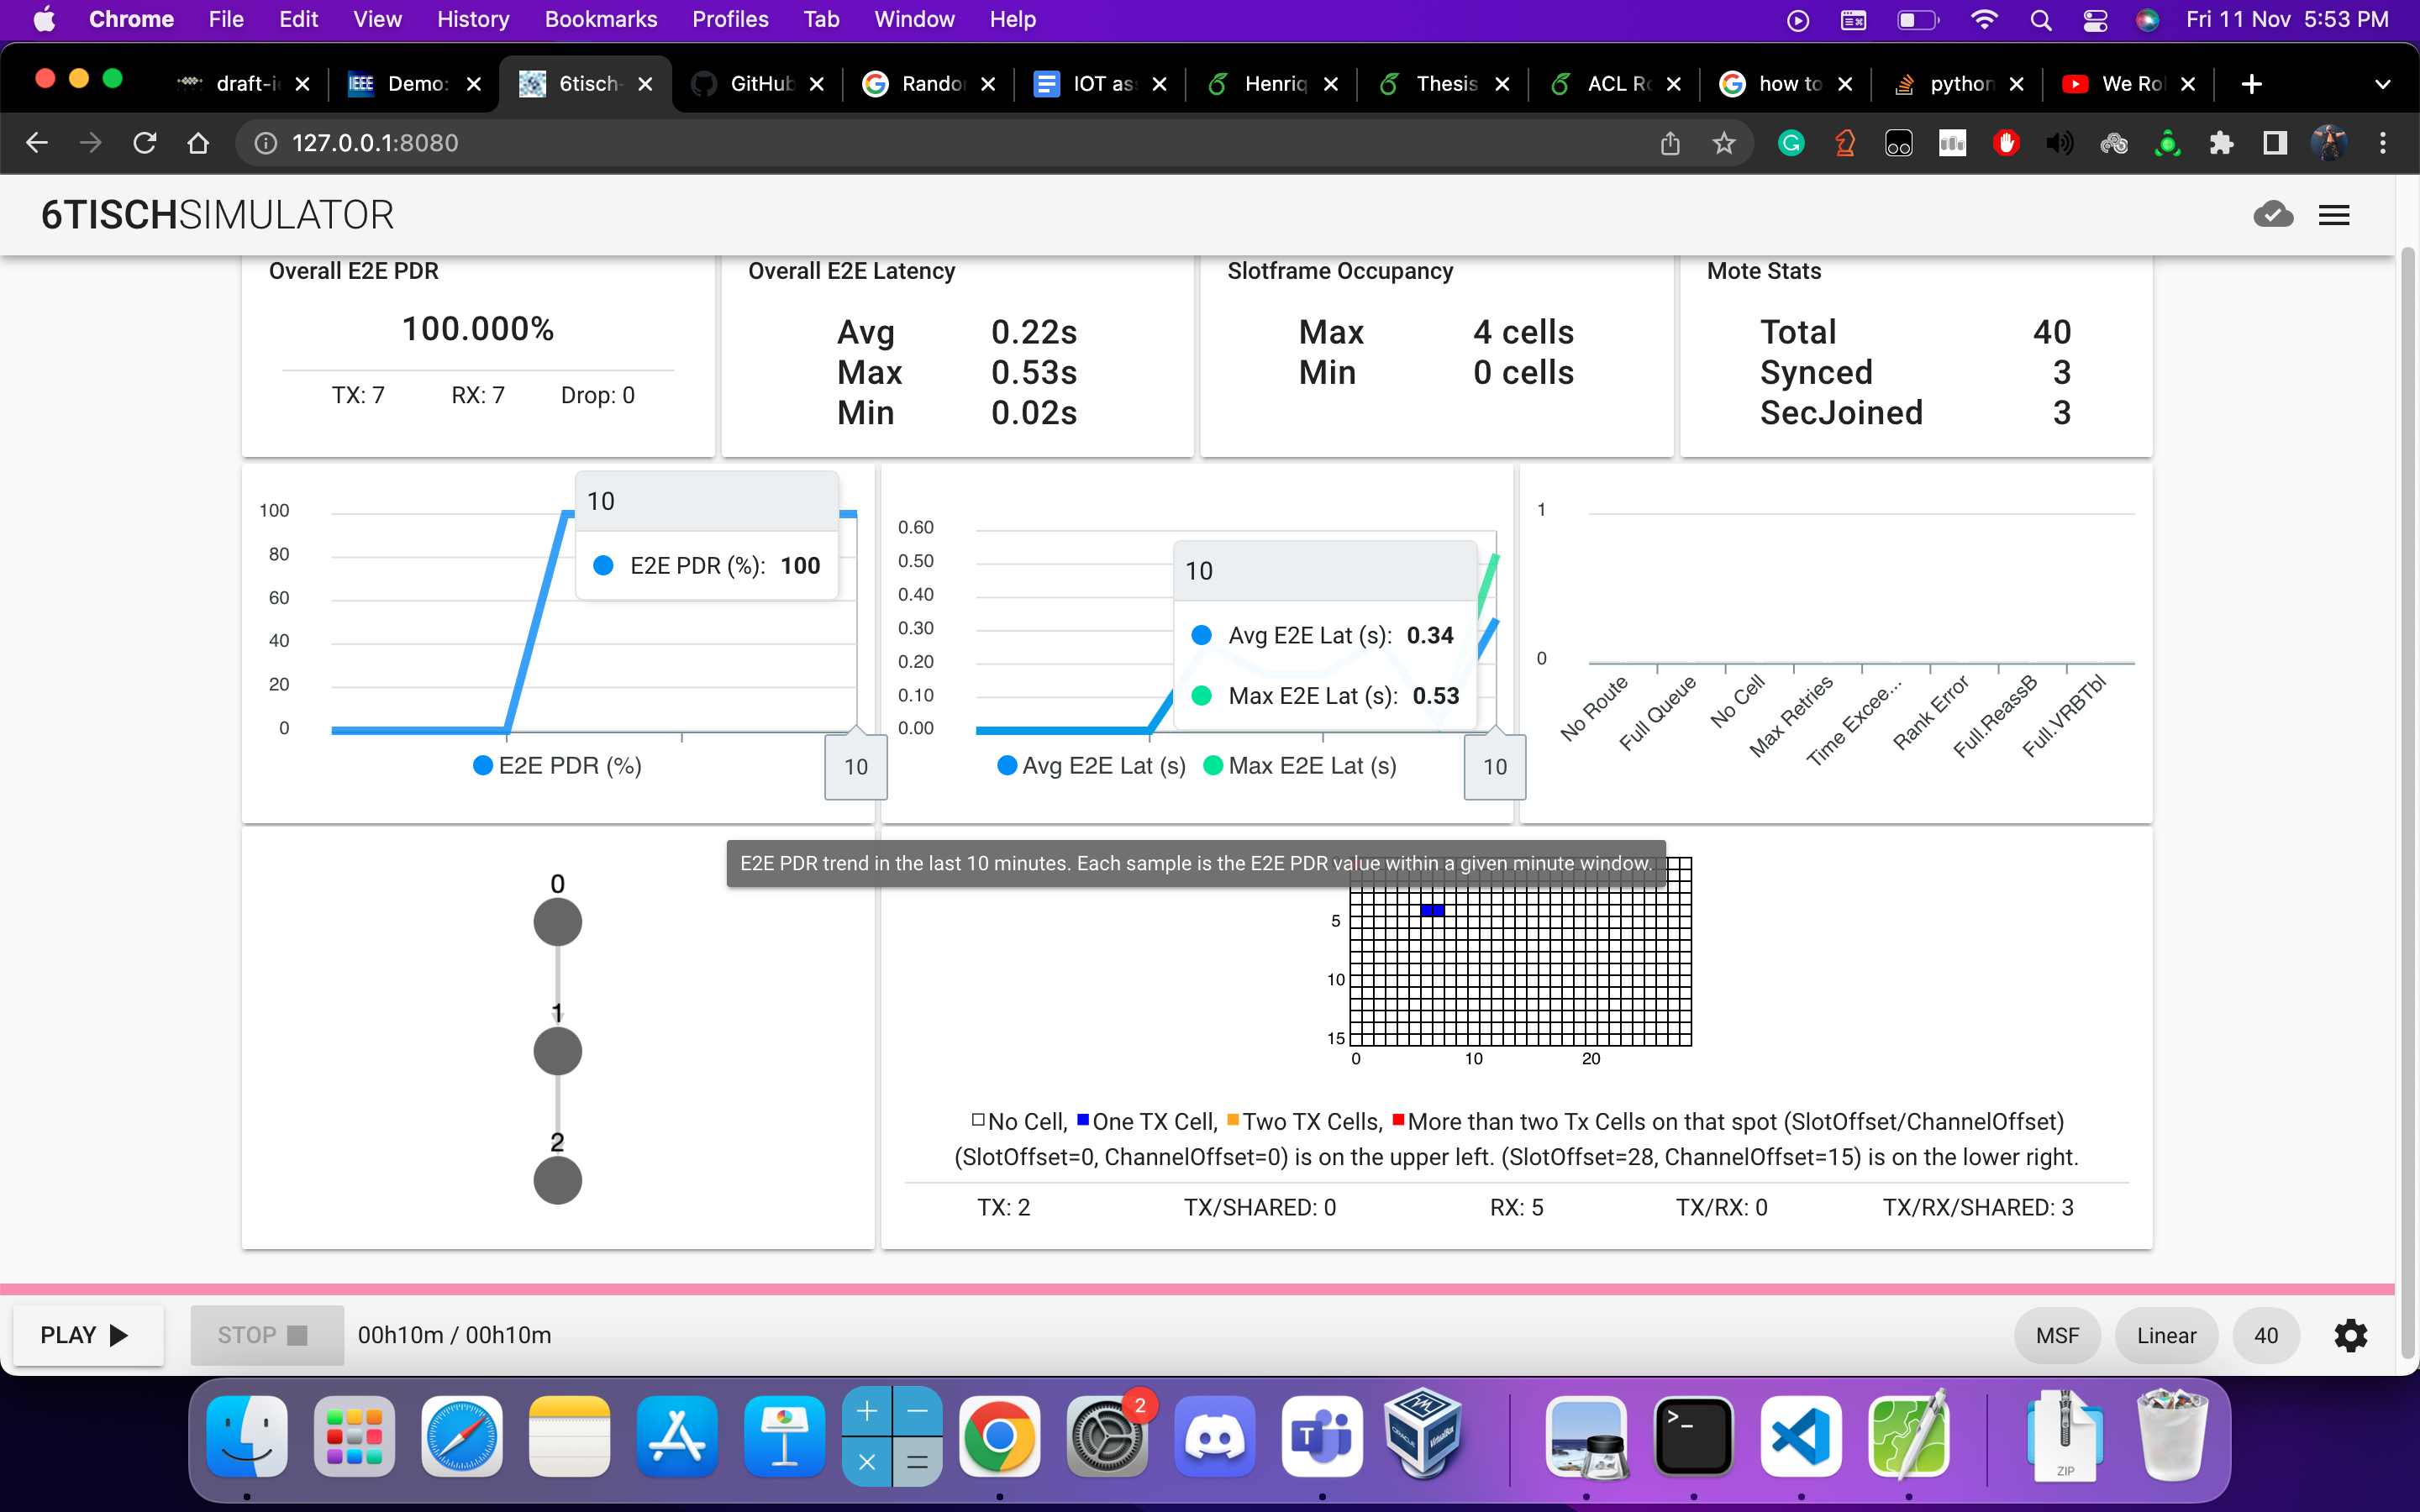 Chrome File Edit View History Bookmarks Profiles Tab Window Help Fri 11 Nov 5:53 PM
draft-i IEEE Demo: 6tisch- GitHub Rando IOT as Henriq Thesis ACL Ro how to python We Rol
127.0.0.1:8080
6TISCHSIMULATOR
Overall E2E PDR
100.000%
TX: 7 RX: 7 Drop: 0
Overall E2E Latency
Avg 0.22s
Max 0.53s
Min 0.02s
Slotframe Occupancy
Max 4 cells
Min 0 cells
Mote Stats
Total 40
Synced 3
SecJoined 3
100
80
60
40
20
0
10
E2E PDR (%): 100
E2E PDR (%)
10
0.60
0.50
0.40
0.30
0.20
0.10
0.00
10
Avg E2E Lat (s): 0.34
Max E2E Lat (s): 0.53
Avg E2E Lat (s) Max E2E Lat (s)
10
1
0
No Route
Full Queue
No Cell
Max Retries
Time Excee...
Rank Error
Full.ReassB
Full.VRBTbl
E2E PDR trend in the last 10 minutes. Each sample is the E2E PDR value within a given minute window.
0
1
2
5
10
15
0 10 20
No Cell, One TX Cell, Two TX Cells, More than two Tx Cells on that spot (SlotOffset/ChannelOffset)
(SlotOffset=0, ChannelOffset=0) is on the upper left. (SlotOffset=28, ChannelOffset=15) is on the lower right.
TX: 2 TX/SHARED: 0 RX: 5 TX/RX: 0 TX/RX/SHARED: 3
PLAY STOP 00h10m / 00h10m MSF Linear 40
2
ZIP